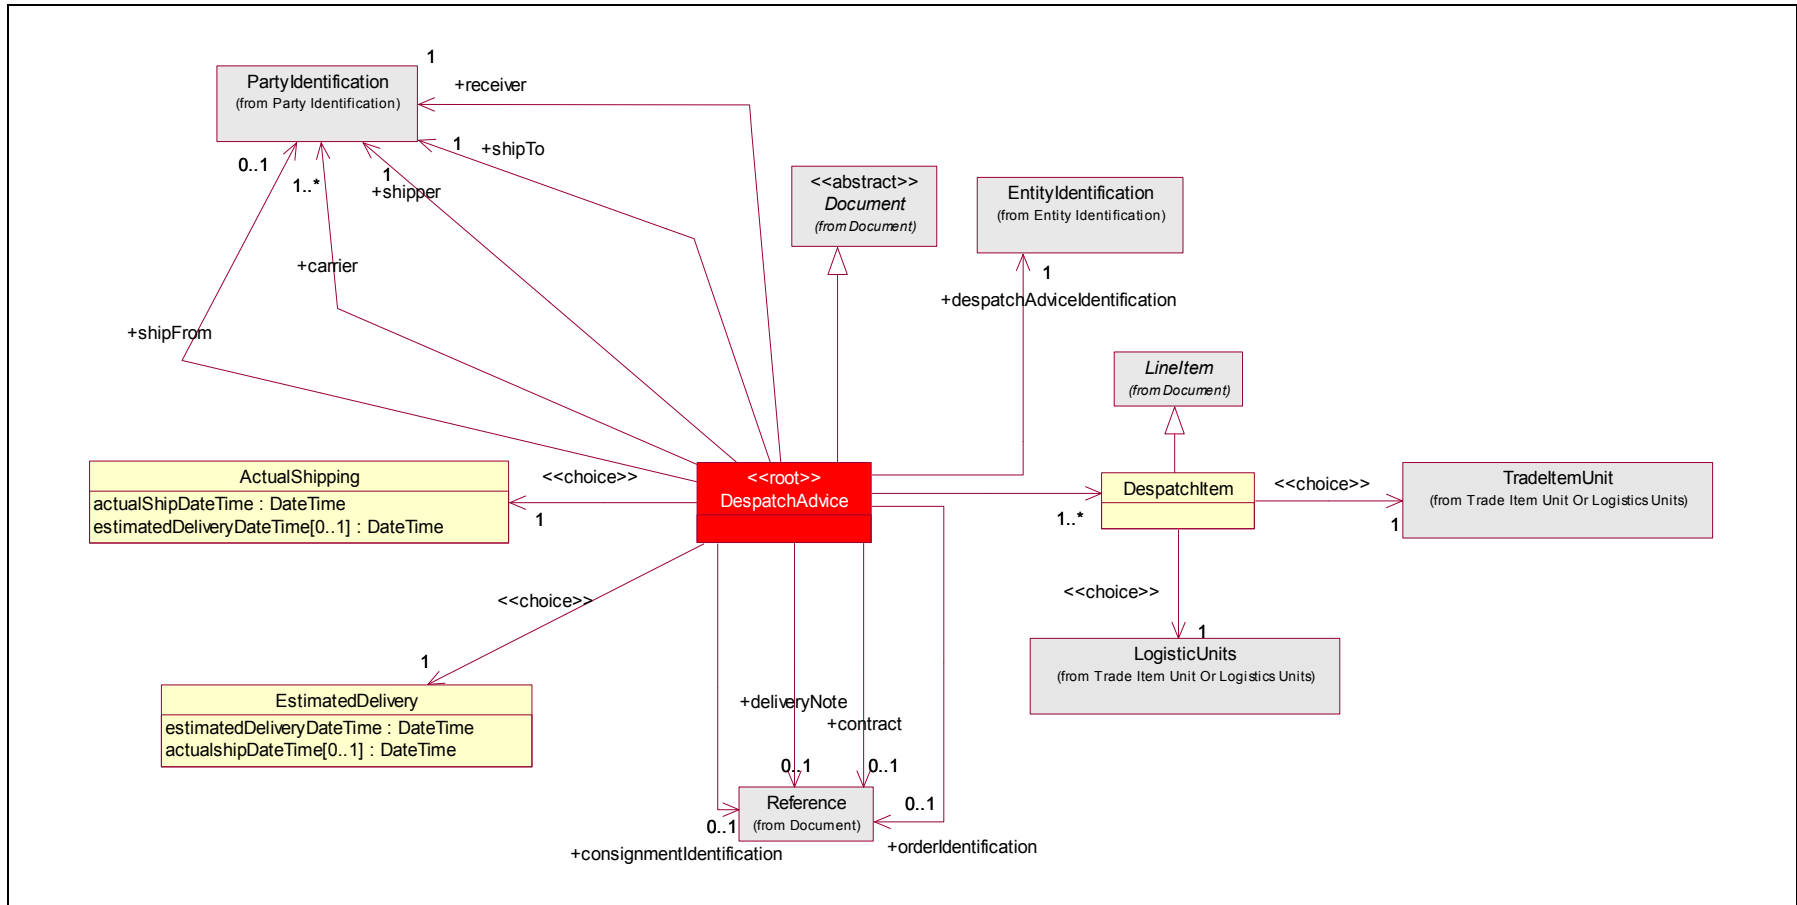 1
PartyIdentification
(from Party Identification)
+receiver
1
+shipTo
0..1
1..*
1
+shipper
<<abstract>>
Document
(from Document)
EntityIdentification
(from Entity Identification)
+carrier
1
+despatchAdviceIdentification
+shipFrom
LineItem
(from Document)
ActualShipping
actualShipDateTime : DateTime
estimatedDeliveryDateTime[0..1] : DateTime
<<choice>>
1
<<root>>
DespatchAdvice
1..*
DespatchItem
<<choice>>
1
TradeItemUnit
(from Trade Item Unit Or Logistics Units)
<<choice>>
1
<<choice>>
1
LogisticUnits
(from Trade Item Unit Or Logistics Units)
EstimatedDelivery
estimatedDeliveryDateTime : DateTime
actualshipDateTime[0..1] : DateTime
+deliveryNote
+contract
0..1
0..1
Reference
(from Document)
0..1
0..1
+consignmentIdentification
+orderIdentification